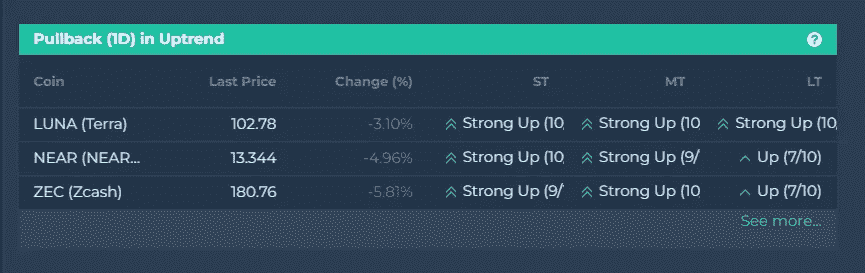 Pullback (1D) in Uptrend ?
Coin Last Price Change (%) ST MT LT
LUNA (Terra) 102.78 -3.10% Strong Up (10 Strong Up (10 Strong Up (10
NEAR (NEAR... 13.344 -4.96% Strong Up (10 Strong Up (9/ Up (7/10)
ZEC (Zcash) 180.76 -5.81% Strong Up (9/ Strong Up (10 Up (7/10)
See more...